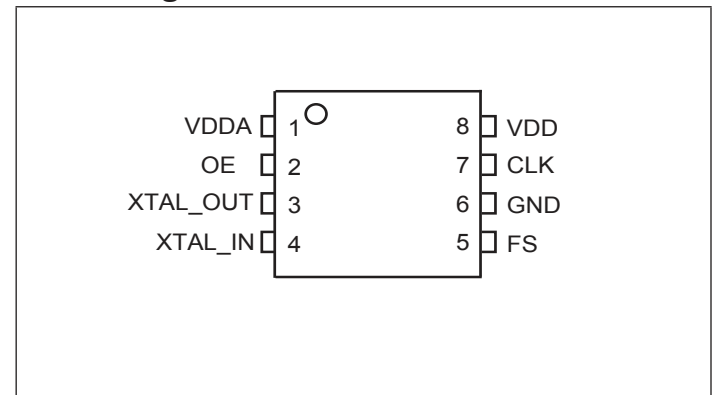 VDDA 1 8 VDD
OE 2 7 CLK
XTAL_OUT 3 6 GND
XTAL_IN 4 5 FS